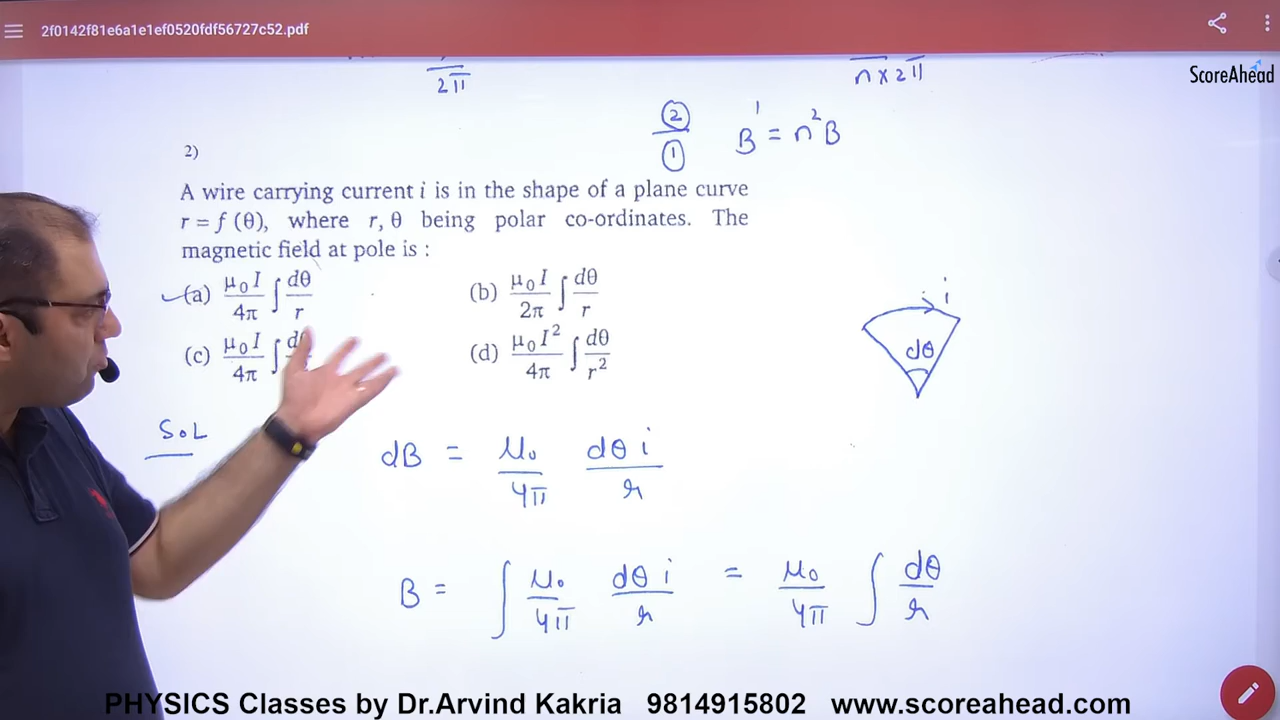 2f0142f81e6a1e1ef0520fdf56727c52.pdf
ScoreAhead
2π
n×2π
②/① B' = n²B
2)
A wire carrying current i is in the shape of a plane curve
r = f (θ), where r, θ being polar co-ordinates. The
magnetic field at pole is :
(a) μ₀I/4π ∫ dθ/r
(b) μ₀I/2π ∫ dθ/r
(c) μ₀I/4π ∫
(d) μ₀I²/4π ∫ dθ/r²
i
dθ
SOL
dB = μ₀/4π dθ i/r
B = ∫ μ₀/4π dθ i/r = μ₀/4π ∫ dθ/r
PHYSICS Classes by Dr.Arvind Kakria 9814915802 www.scoreahead.com